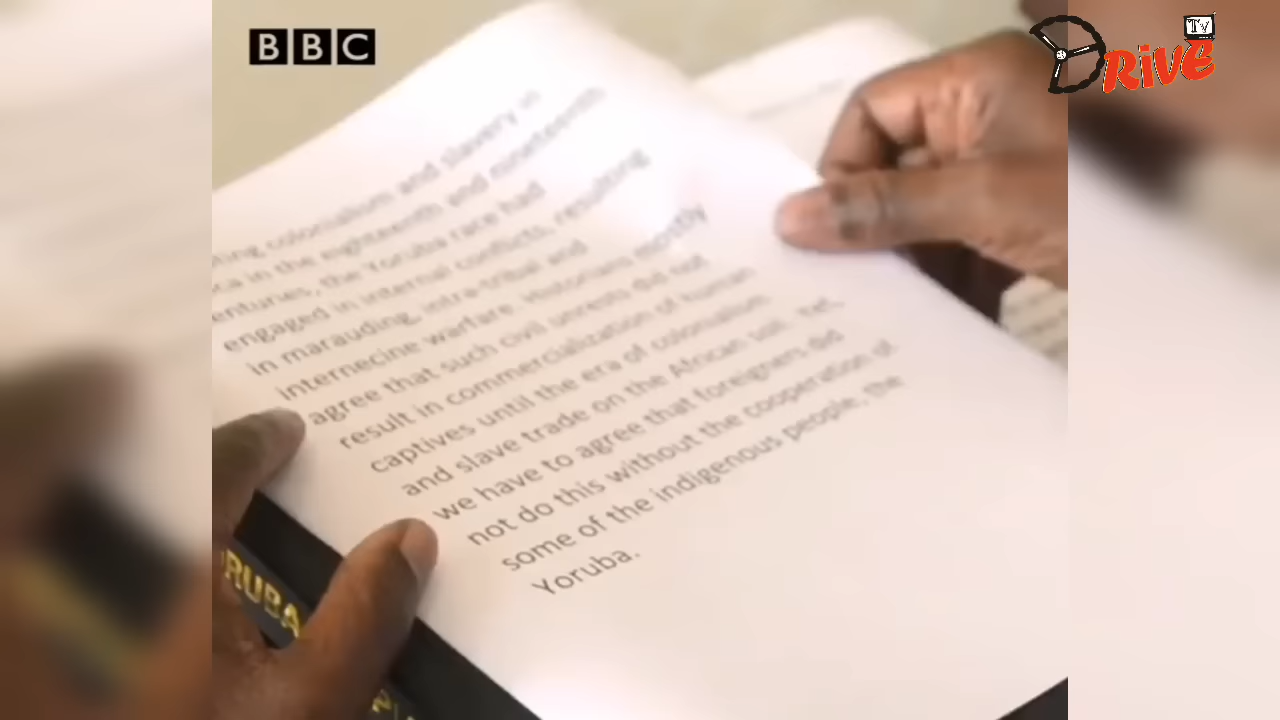 BBC
Tv
DRiVE
colonialism and slavery in
in the eighteenth and nineteenth
the Yoruba race had
engaged in internal conflicts, resulting
in marauding, intra-tribal and
internecine warfare. Historians mostly
agree that such civil unrests did not
result in commercialization of human
captives until the era of colonialism
and slave trade on the African soil. Yet,
we have to agree that foreigners did
not do this without the cooperation of
some of the indigenous people, the
Yoruba.